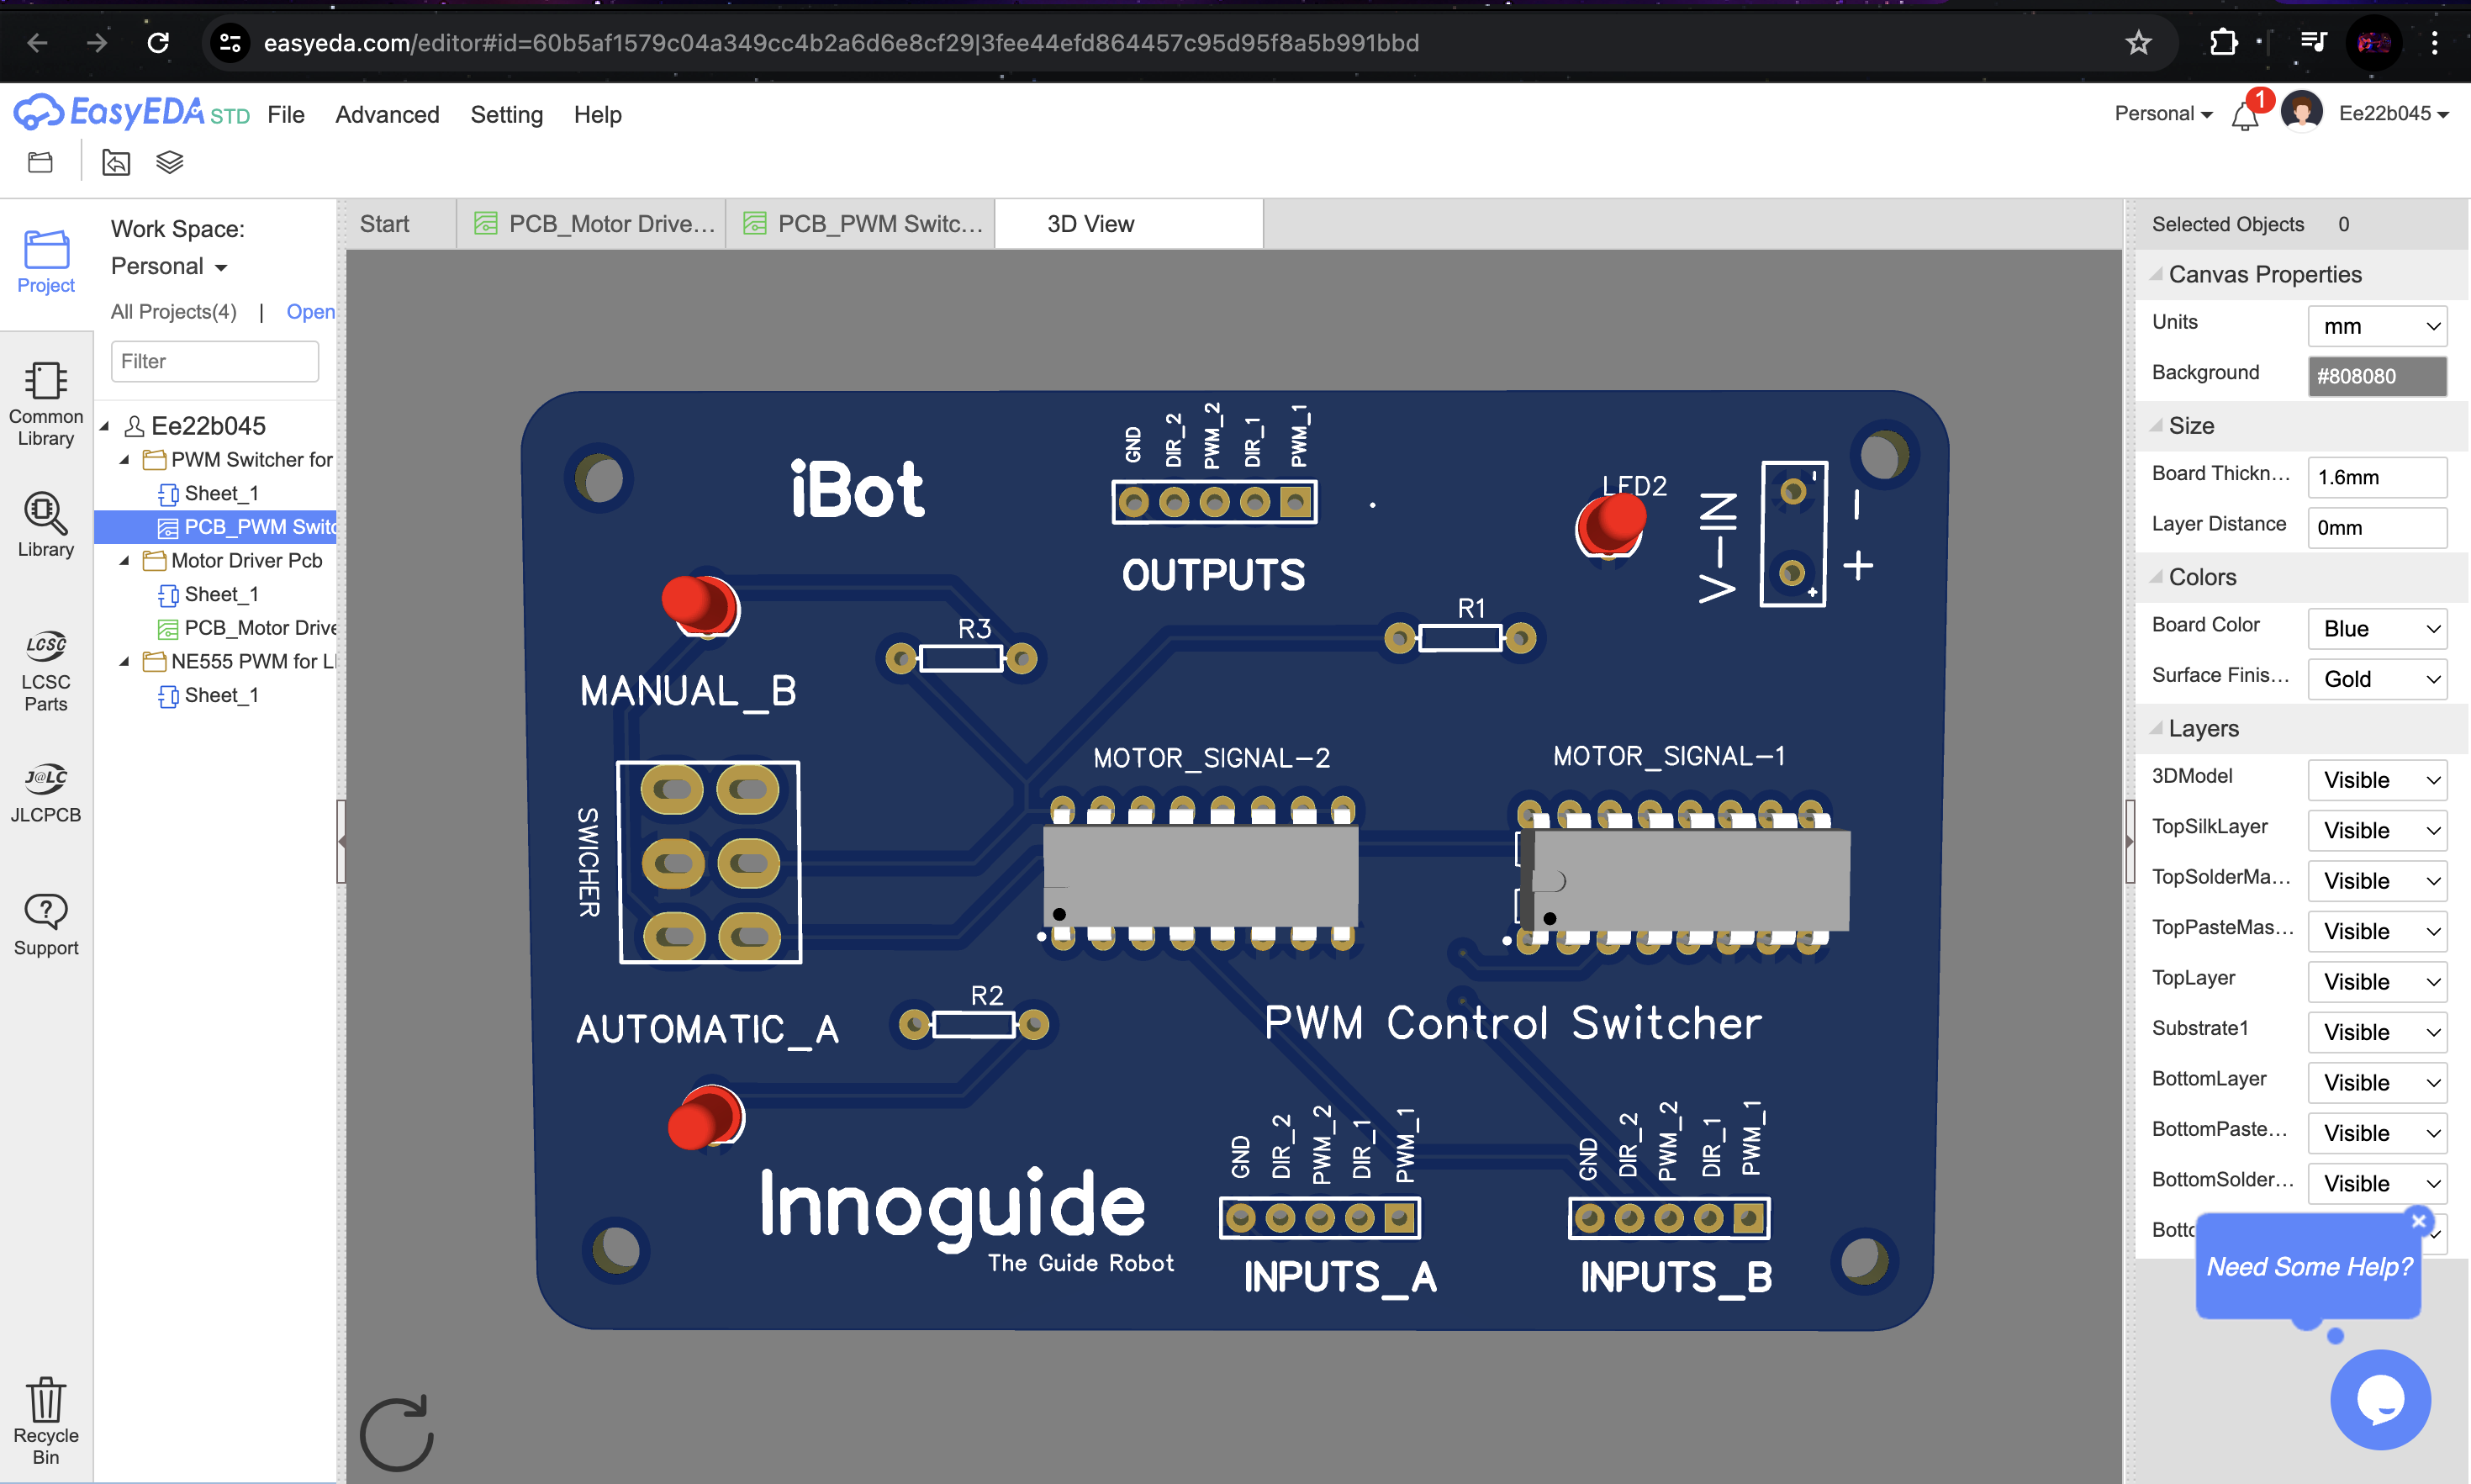 easyeda.com/editor#id=60b5af1579c04a349cc4b2a6d6e8cf29|3fee44efd864457c95d95f8a5b991bbd
EasyEDA STD File Advanced Setting Help
Personal
1
Ee22b045
Project
Common Library
Library
LCSC
LCSC Parts
J@LC
JLCPCB
Support
Recycle Bin
Work Space:
Personal
All Projects(4) | Open
Filter
Ee22b045
PWM Switcher for
Sheet_1
PCB_PWM Switc
Motor Driver Pcb
Sheet_1
PCB_Motor Drive
NE555 PWM for L
Sheet_1
Start
PCB_Motor Drive...
PCB_PWM Switc...
3D View
iBot
GND DIR_2 PWM_2 DIR_1 PWM_1
OUTPUTS
LED2
V-IN
-
+
MANUAL_B
R3
R1
SWICHER
MOTOR_SIGNAL-2
MOTOR_SIGNAL-1
AUTOMATIC_A
R2
PWM Control Switcher
Innoguide
The Guide Robot
GND DIR_2 PWM_2 DIR_1 PWM_1
INPUTS_A
GND DIR_2 PWM_2 DIR_1 PWM_1
INPUTS_B
Selected Objects 0
Canvas Properties
Units mm
Background #808080
Size
Board Thickn... 1.6mm
Layer Distance 0mm
Colors
Board Color Blue
Surface Finis... Gold
Layers
3DModel Visible
TopSilkLayer Visible
TopSolderMa... Visible
TopPasteMas... Visible
TopLayer Visible
Substrate1 Visible
BottomLayer Visible
BottomPaste... Visible
BottomSolder... Visible
Botto
Need Some Help?